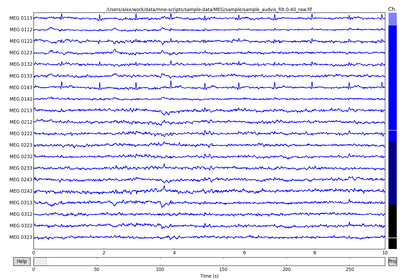 /Users/alex/work/data/mne-scripts/sample-data/MEG/sample/sample_audvis_filt-0-40_raw.fif
Ch.
MEG 0113
MEG 0112
MEG 0122
MEG 0123
MEG 0132
MEG 0133
MEG 0143
MEG 0142
MEG 0213
MEG 0212
MEG 0222
MEG 0223
MEG 0232
MEG 0233
MEG 0243
MEG 0242
MEG 0313
MEG 0312
MEG 0322
MEG 0323
0 2 4 6 8 10
Help
Proj
0 50 100 150 200 250
Time (s)